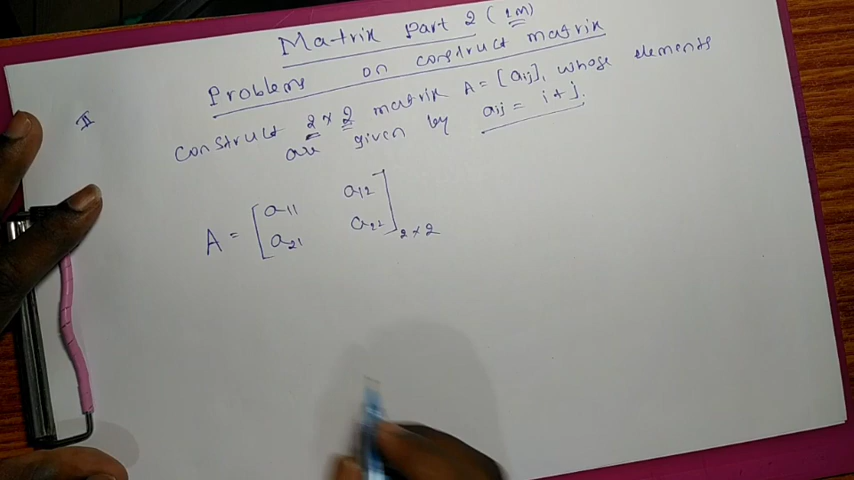 Matrix Part 2 (1m)
Problems on construct matrix
II construct 2 × 2 matrix A = [aij], whose elements
are given by aij = i + j.
A = [a11 a12
a21 a22]2×2